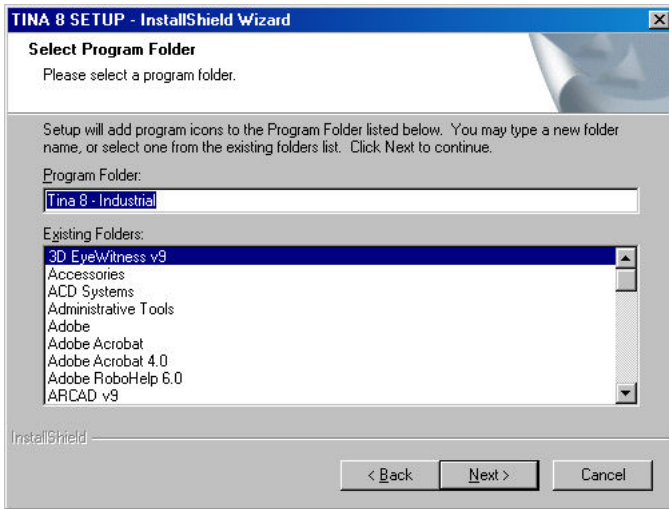 TINA 8 SETUP - InstallShield Wizard
Select Program Folder
Please select a program folder.
Setup will add program icons to the Program Folder listed below. You may type a new folder
name, or select one from the existing folders list. Click Next to continue.
Program Folder:
Tina 8 - Industrial
Existing Folders:
3D EyeWitness v9
Accessories
ACD Systems
Administrative Tools
Adobe
Adobe Acrobat
Adobe Acrobat 4.0
Adobe RoboHelp 6.0
ARCAD v9
InstallShield
< Back Next > Cancel